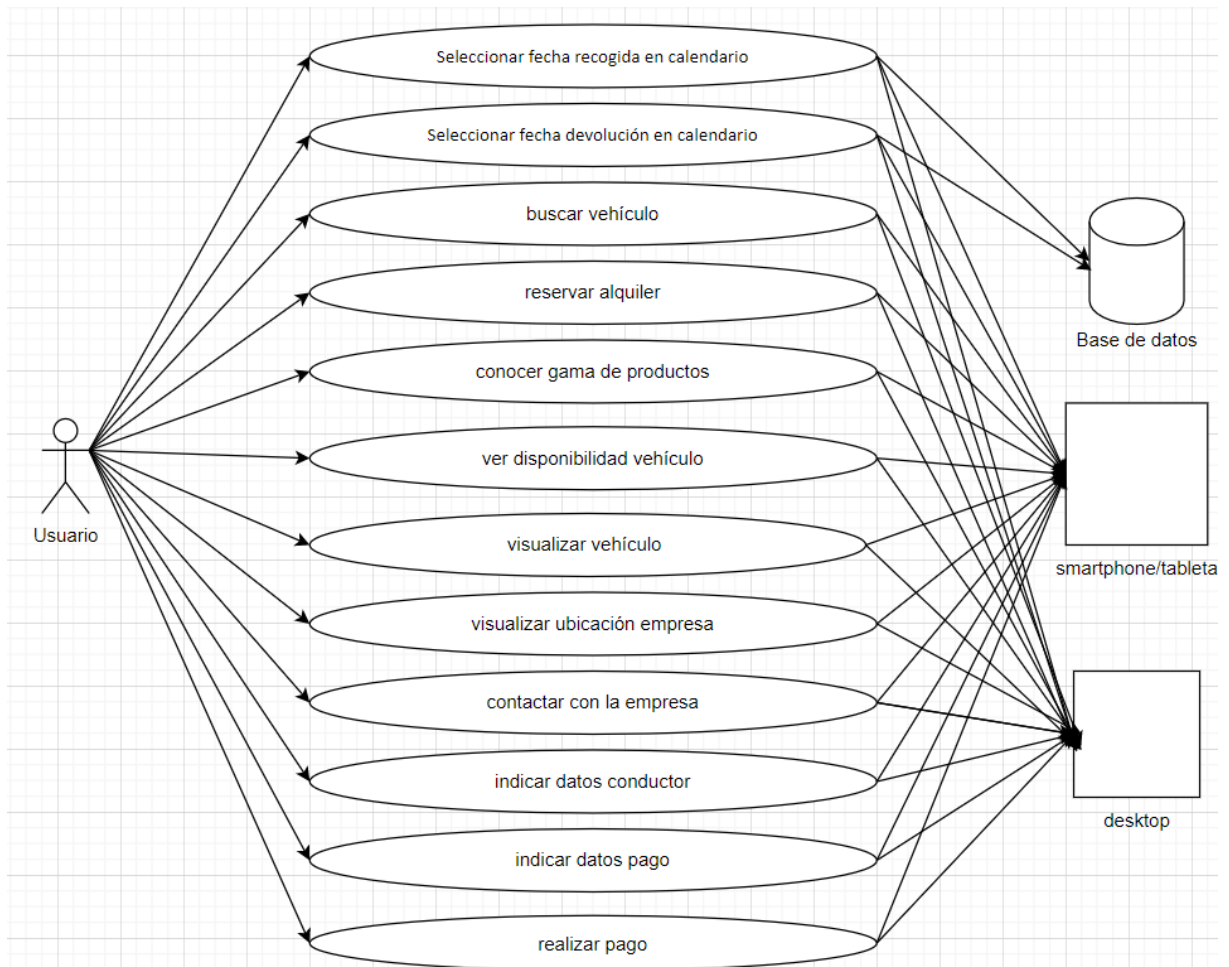 Seleccionar fecha recogida en calendario
Seleccionar fecha devolución en calendario
buscar vehículo
reservar alquiler
Base de datos
conocer gama de productos
ver disponibilidad vehículo
Usuario
visualizar vehículo
smartphone/tableta
visualizar ubicación empresa
contactar con la empresa
indicar datos conductor
desktop
indicar datos pago
realizar pago